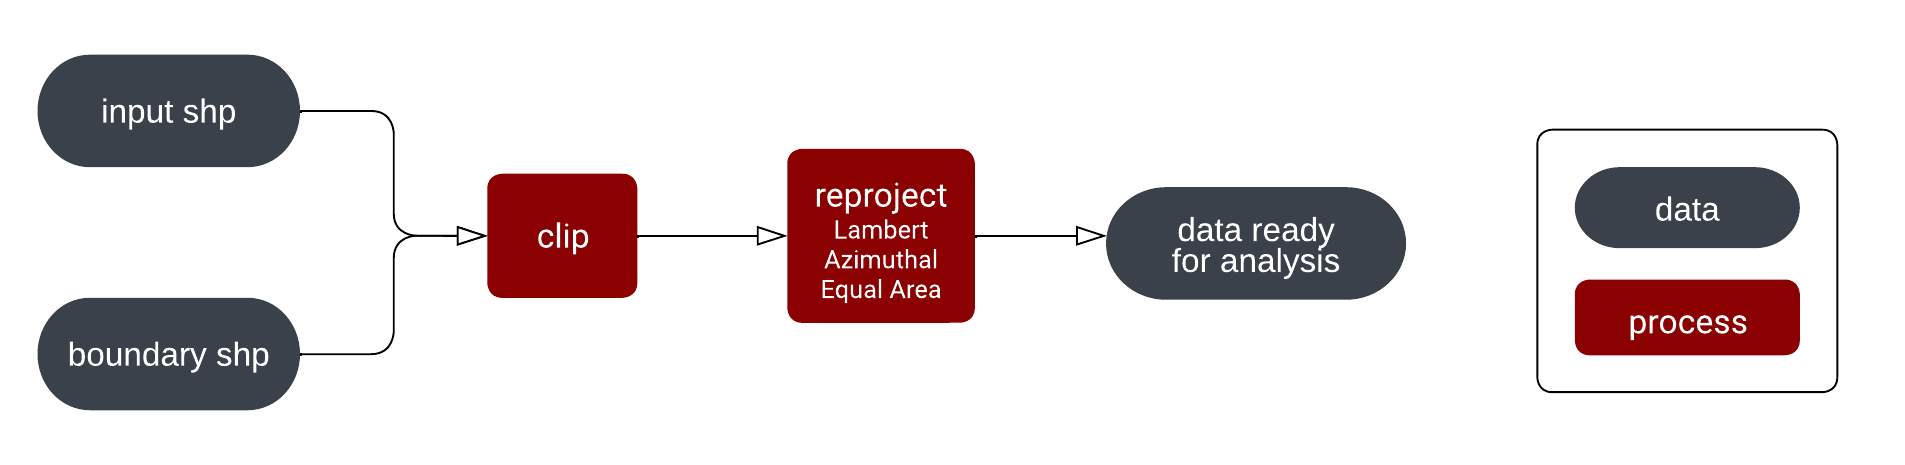 input shp
boundary shp
clip
reproject
Lambert
Azimuthal
Equal Area
data ready
for analysis
data
process